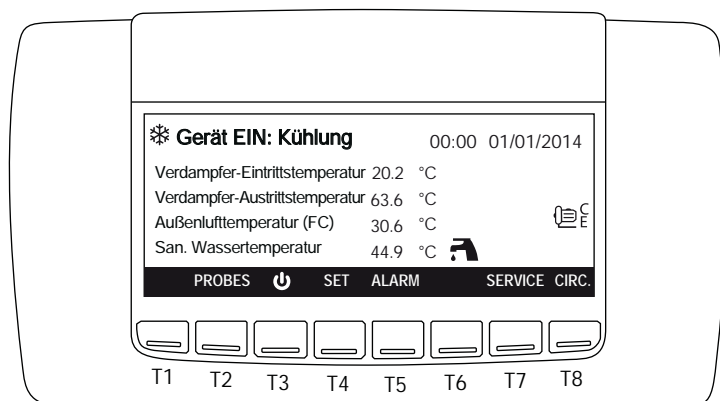 Gerät EIN: Kühlung 00:00 01/01/2014
Verdampfer-Eintrittstemperatur 20.2 °C
Verdampfer-Austrittstemperatur 63.6 °C
Außenlufttemperatur (FC) 30.6 °C
C
E
San. Wassertemperatur 44.9 °C
PROBES SET ALARM SERVICE CIRC.
T1 T2 T3 T4 T5 T6 T7 T8